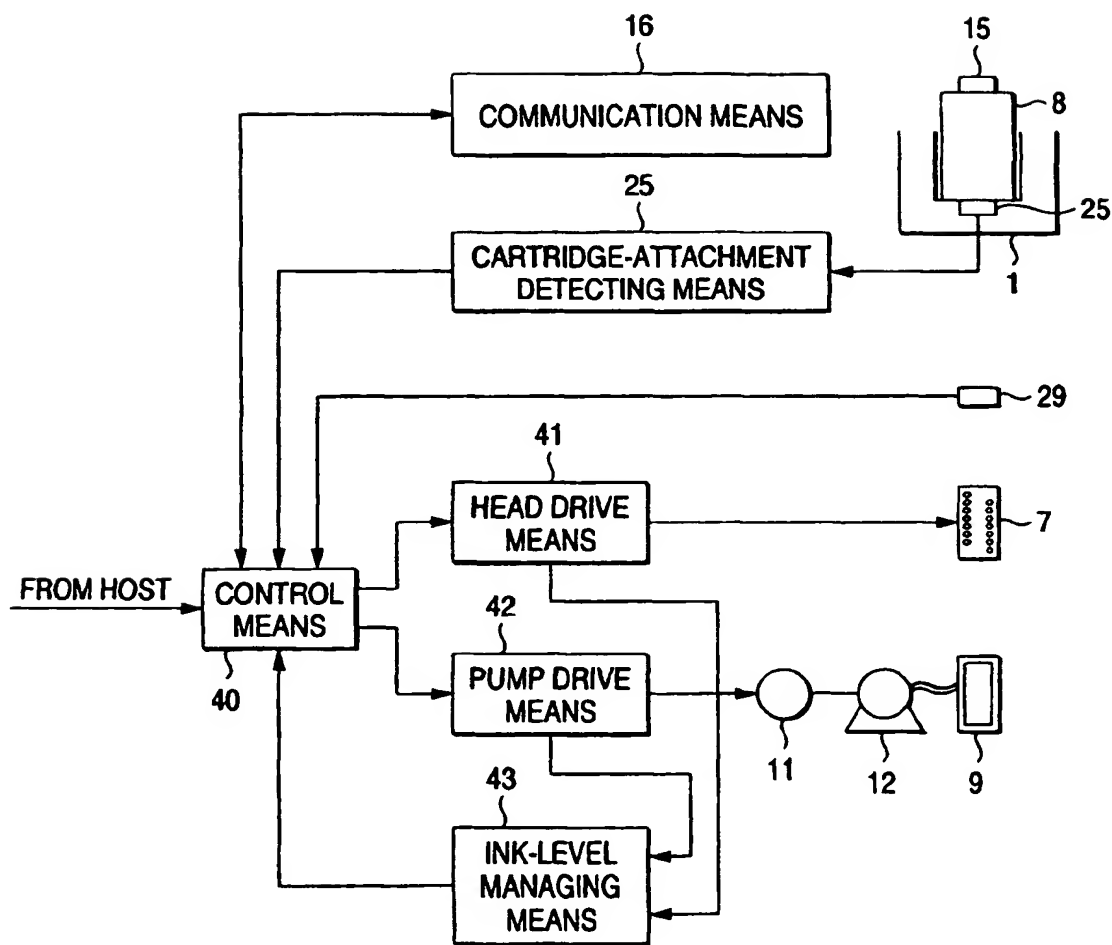 16
COMMUNICATION MEANS
15
8
25
1
25
CARTRIDGE-ATTACHMENT
DETECTING MEANS
29
41
HEAD DRIVE
MEANS
7
FROM HOST
CONTROL
MEANS
40
42
PUMP DRIVE
MEANS
11
12
9
43
INK-LEVEL
MANAGING
MEANS